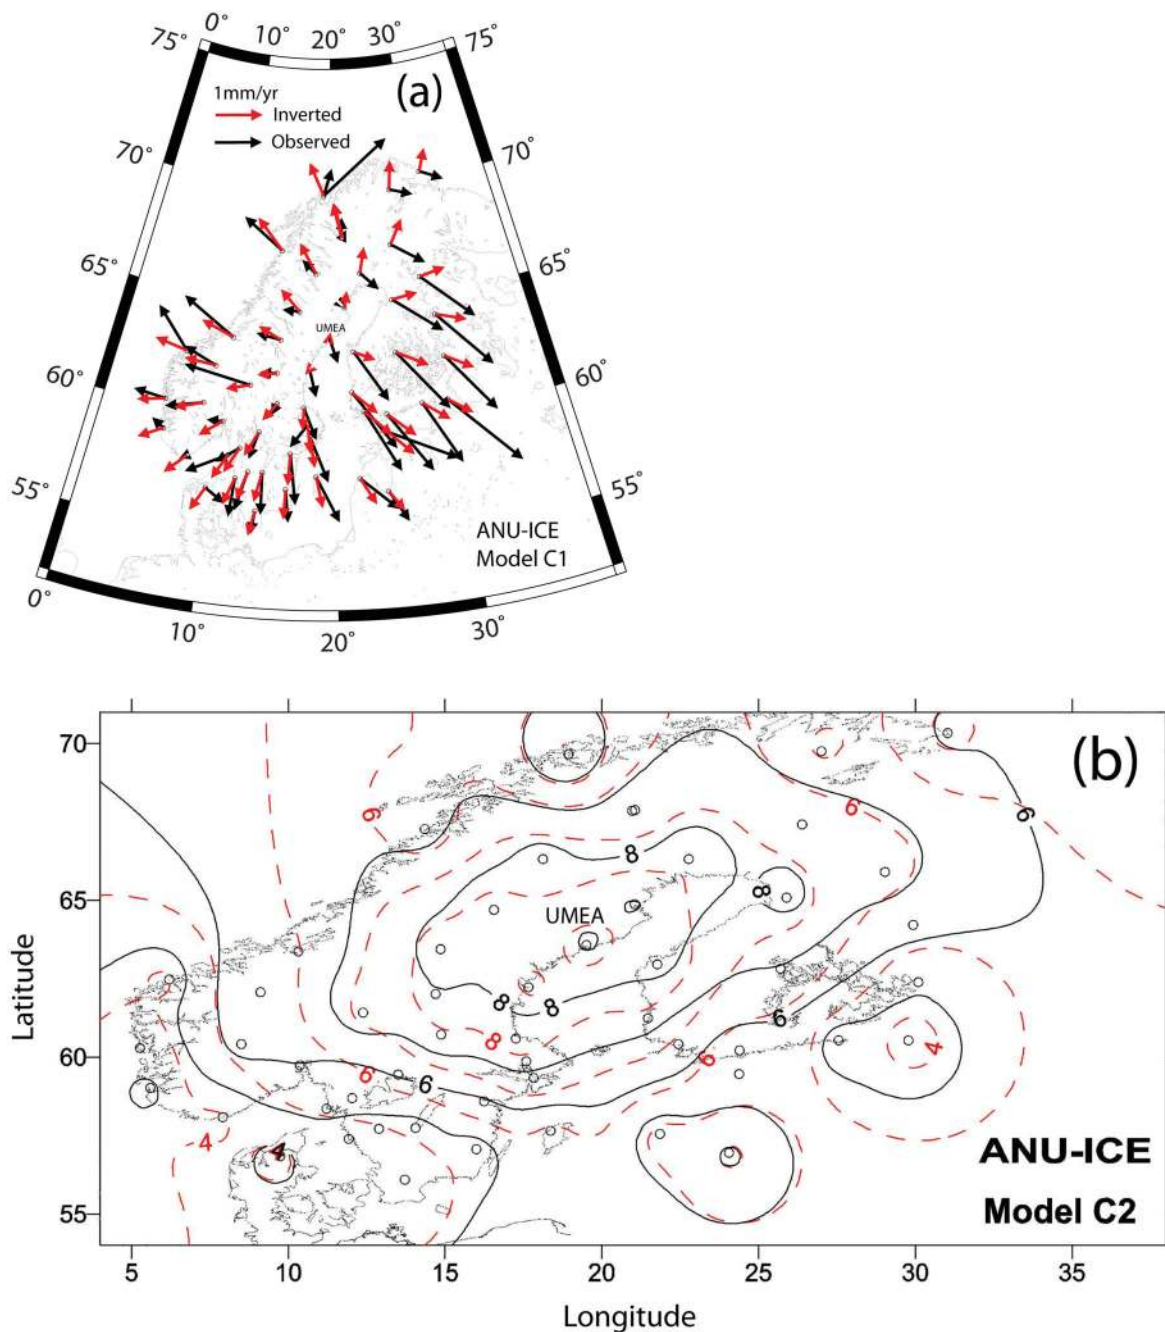 0° 10° 20° 30° 75°
75°
(a)
1mm/yr
Inverted
Observed
70° 70°
65° 65°
UMEA
60° 60°
55° 55°
ANU-ICE
Model C1
0° 10° 20° 30°
70
(b)
6 6 6
8 8
65
UMEA
Latitude
8 8
8 6
60
6 6 6 4
4
4
ANU-ICE
Model C2
55
5 10 15 20 25 30 35
Longitude